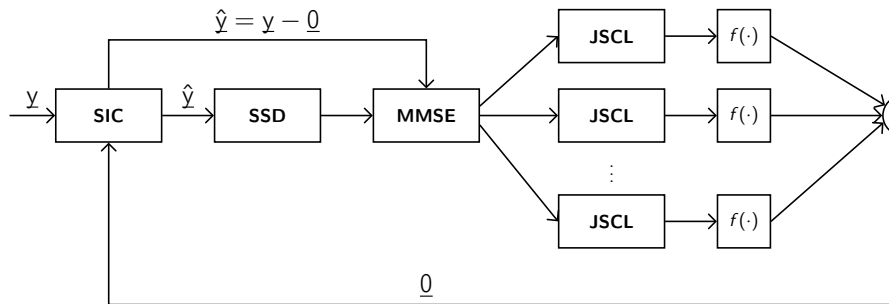 ŷ = y − 0
JSCL
f(·)
y
SIC
ŷ
SSD
MMSE
JSCL
f(·)
⋮
JSCL
f(·)
0